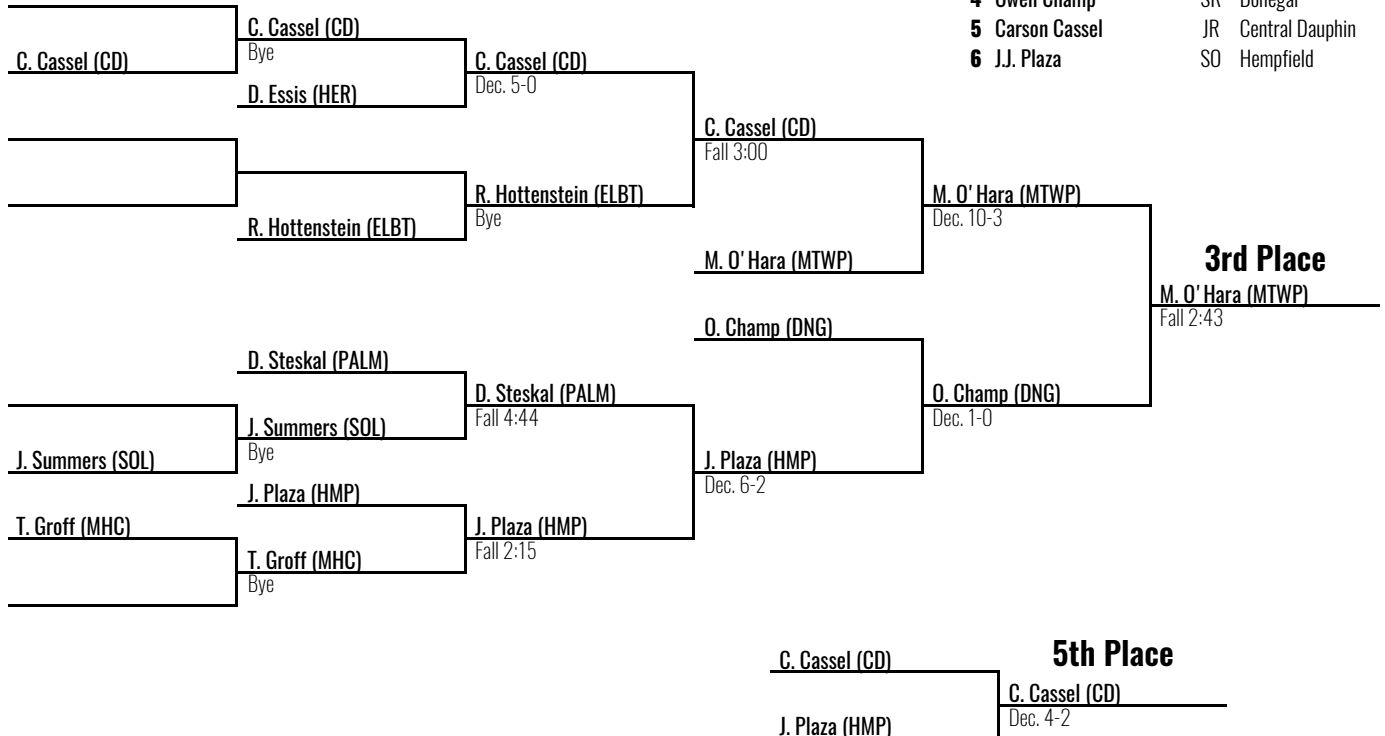 4 Owen Champ SR Donegal
5 Carson Cassel JR Central Dauphin
6 J.J. Plaza SO Hempfield
C. Cassel (CD)
C. Cassel (CD)
Bye
D. Essis (HER)
C. Cassel (CD)
Dec. 5-0
R. Hottenstein (ELBT)
R. Hottenstein (ELBT)
Bye
C. Cassel (CD)
Fall 3:00
M. O'Hara (MTWP)
M. O'Hara (MTWP)
Dec. 10-3
3rd Place
M. O'Hara (MTWP)
Fall 2:43
O. Champ (DNG)
O. Champ (DNG)
Dec. 1-0
D. Steskal (PALM)
D. Steskal (PALM)
Fall 4:44
J. Summers (SOL)
Bye
J. Summers (SOL)
J. Plaza (HMP)
Dec. 6-2
J. Plaza (HMP)
T. Groff (MHC)
J. Plaza (HMP)
Fall 2:15
T. Groff (MHC)
Bye
5th Place
C. Cassel (CD)
C. Cassel (CD)
Dec. 4-2
J. Plaza (HMP)